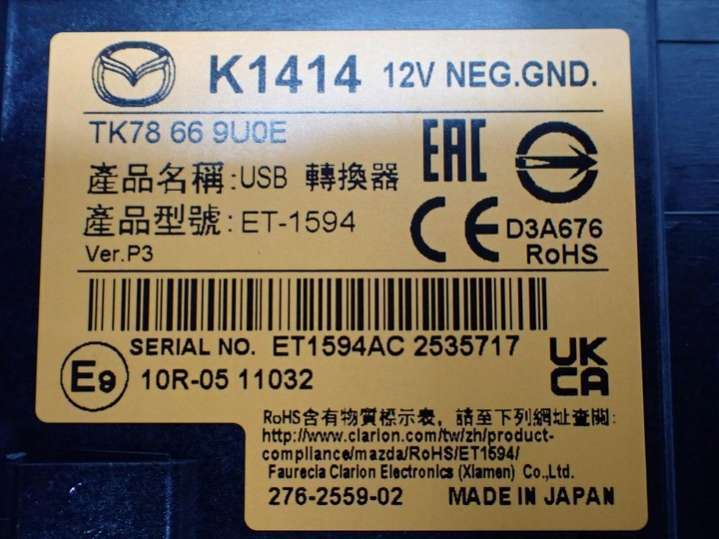 K1414 12V NEG.GND.
TK78 66 9U0E
產品名稱:USB 轉換器
產品型號:ET-1594
Ver.P3
EAC
CE D3A676
RoHS
SERIAL NO. ET1594AC 2535717
E9 10R-05 11032
UK
CA
RoHS含有物質標示表, 請至下列網址查閱:
http://www.clarion.com/tw/zh/product-
compliance/mazda/RoHS/ET1594/
Faurecia Clarion Electronics (Xiamen) Co.,Ltd.
276-2559-02 MADE IN JAPAN